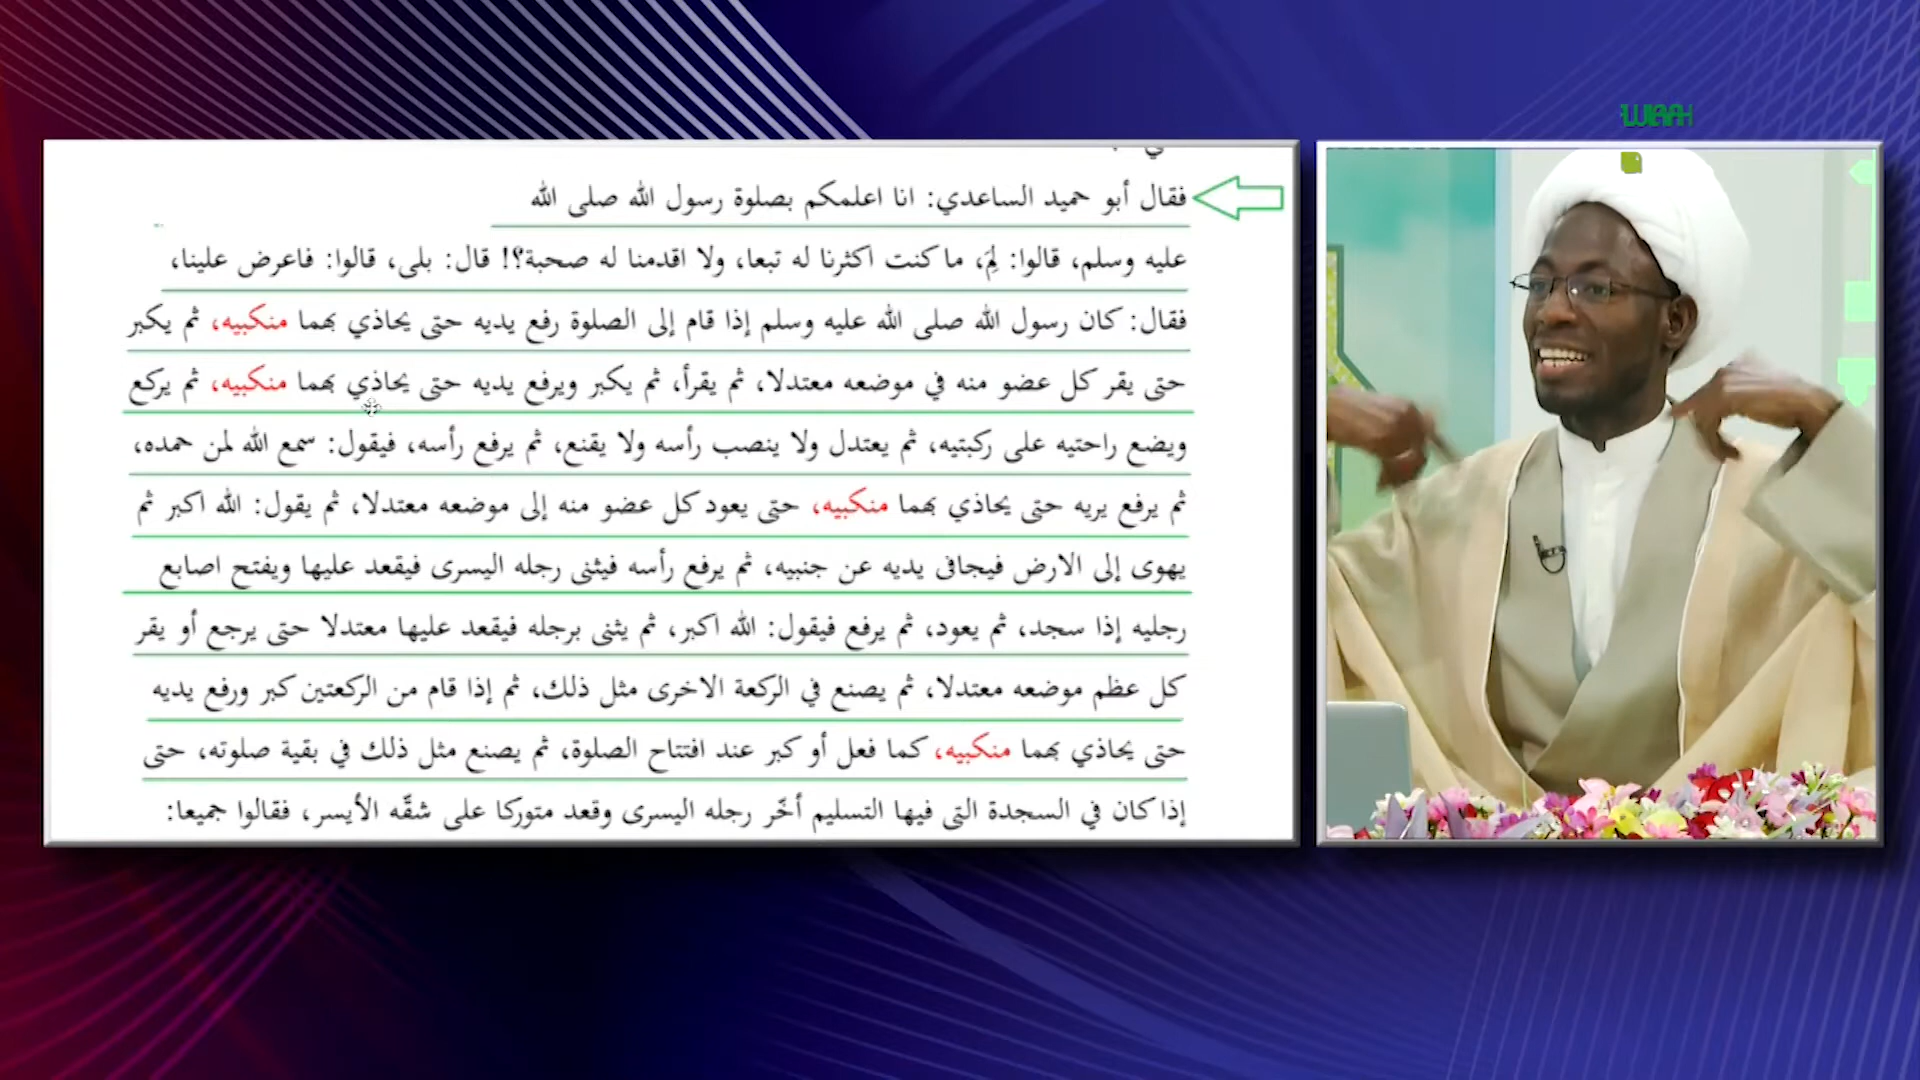 فقال أبو حميد الساعدي: انا اعلمكم بصلوة رسول الله صلى الله
عليه وسلم، قالوا: لِمَ، ما كنت اكثرنا له تبعا، ولا اقدمنا له صحبة؟! قال: بلى، قالوا: فاعرض علينا،
فقال: كان رسول الله صلى الله عليه وسلم إذا قام إلى الصلوة رفع يديه حتى يحاذي بهما منكبيه، ثم يكبر
حتى يقر كل عضو منه في موضعه معتدلا، ثم يقرأ، ثم يكبر ويرفع يديه حتى يحاذي بهما منكبيه، ثم يركع
ويضع راحتيه على ركبتيه، ثم يعتدل ولا ينصب رأسه ولا يقنع، ثم يرفع رأسه، فيقول: سمع الله لمن حمده،
ثم يرفع يريه حتى يحاذي بهما منكبيه، حتى يعود كل عضو منه إلى موضعه معتدلا، ثم يقول: الله اكبر ثم
يهوى إلى الارض فيجافى يديه عن جنبيه، ثم يرفع رأسه فيثنى رجله اليسرى فيقعد عليها ويفتح اصابع
رجليه إذا سجد، ثم يعود، ثم يرفع فيقول: الله اكبر، ثم يثنى برجله فيقعد عليها معتدلا حتى يرجع أو يقر
كل عظم موضعه معتدلا، ثم يصنع في الركعة الاخرى مثل ذلك، ثم إذا قام من الركعتين كبر ورفع يديه
حتى يحاذي بهما منكبيه، كما فعل أو كبر عند افتتاح الصلوة، ثم يصنع مثل ذلك في بقية صلوته، حتى
إذا كان في السجدة التى فيها التسليم أخّر رجله اليسرى وقعد متوركا على شقّه الأيسر، فقالوا جميعا: